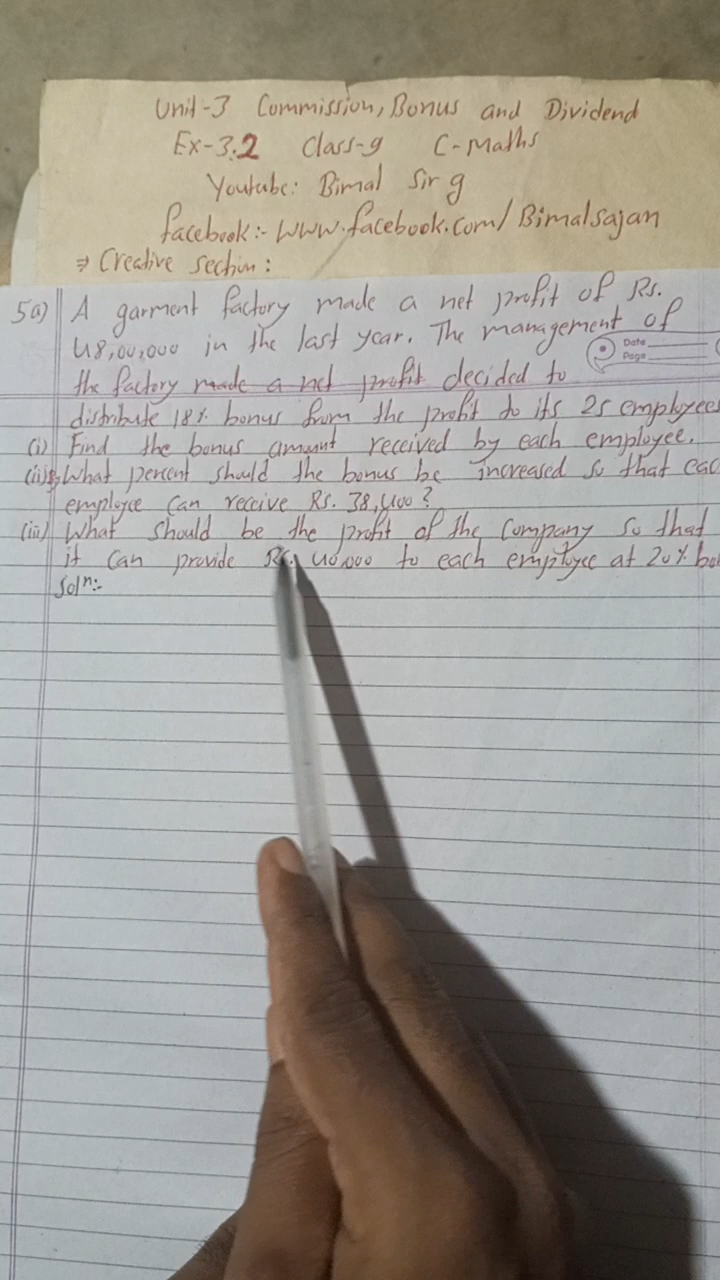 Unit-3 Commission, Bonus and Dividend
Ex-3.2 Class-9 C-Maths
Youtube: Bimal Sir g
facebook:- www.facebook.com/Bimalsajan
⇒ Creative section:
5a) A garment factory made a net profit of Rs.
48,00,000 in the last year. The management of
Date
Page
the factory made a net profit decided to
distribute 18% bonus from the profit to its 25 employees
(i) Find the bonus amount received by each employee.
(ii) What percent should the bonus be increased so that eac
employee can receive Rs. 38,400?
(iii) What should be the profit of the company so that
it can provide Rs. 40,000 to each employee at 20% bo
Soln:-